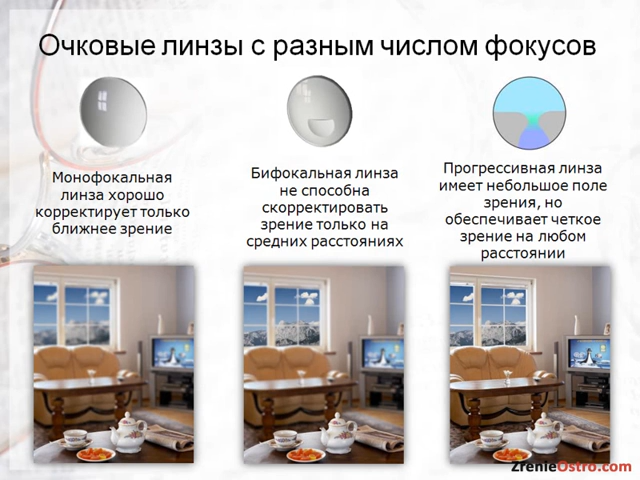 Очковые линзы с разным числом фокусов
Монофокальная
линза хорошо
корректирует только
ближнее зрение
Бифокальная линза
не способна
скорректировать
зрение только на
средних расстояниях
Прогрессивная линза
имеет небольшое поле
зрения, но
обеспечивает четкое
зрение на любом
расстоянии
ZrenieOstro.com